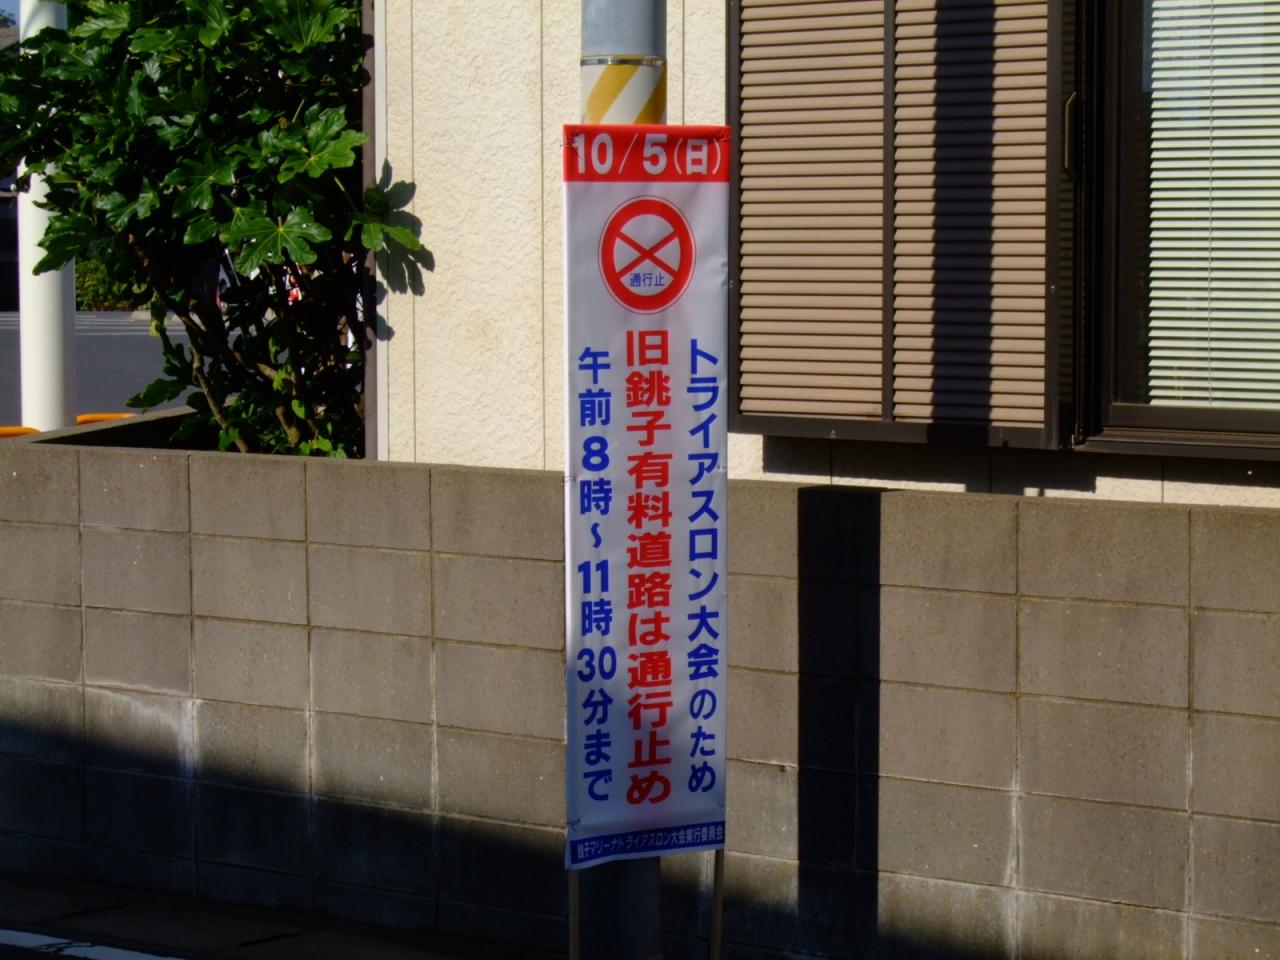 10/5(日)
通行止
トライアスロン大会のため
旧銚子有料道路は通行止め
午前8時～11時30分まで
銚子マリーナトライアスロン大会実行委員会